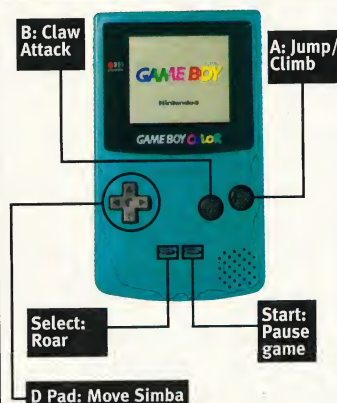 B: Claw
Attack
A: Jump/
Climb
GAME BOY
Nintendo
GAME BOY COLOR
Select:
Roar
Start:
Pause
game
D Pad: Move Simba